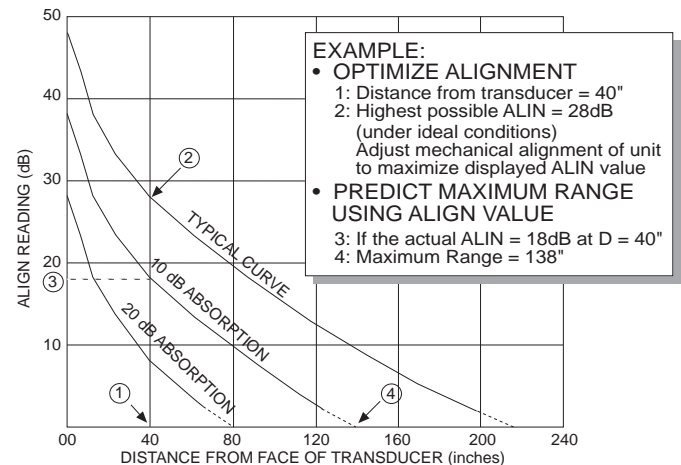 50
40
30
20
10
ALIGN READING (dB)
EXAMPLE:
• OPTIMIZE ALIGNMENT
1: Distance from transducer = 40"
2: Highest possible ALIN = 28dB
(under ideal conditions)
Adjust mechanical alignment of unit
to maximize displayed ALIN value
• PREDICT MAXIMUM RANGE
USING ALIGN VALUE
3: If the actual ALIN = 18dB at D = 40"
4: Maximum Range = 138"
2
TYPICAL CURVE
10 dB ABSORPTION
20 dB ABSORPTION
3
1
4
00 40 80 120 160 200 240
DISTANCE FROM FACE OF TRANSDUCER (inches)